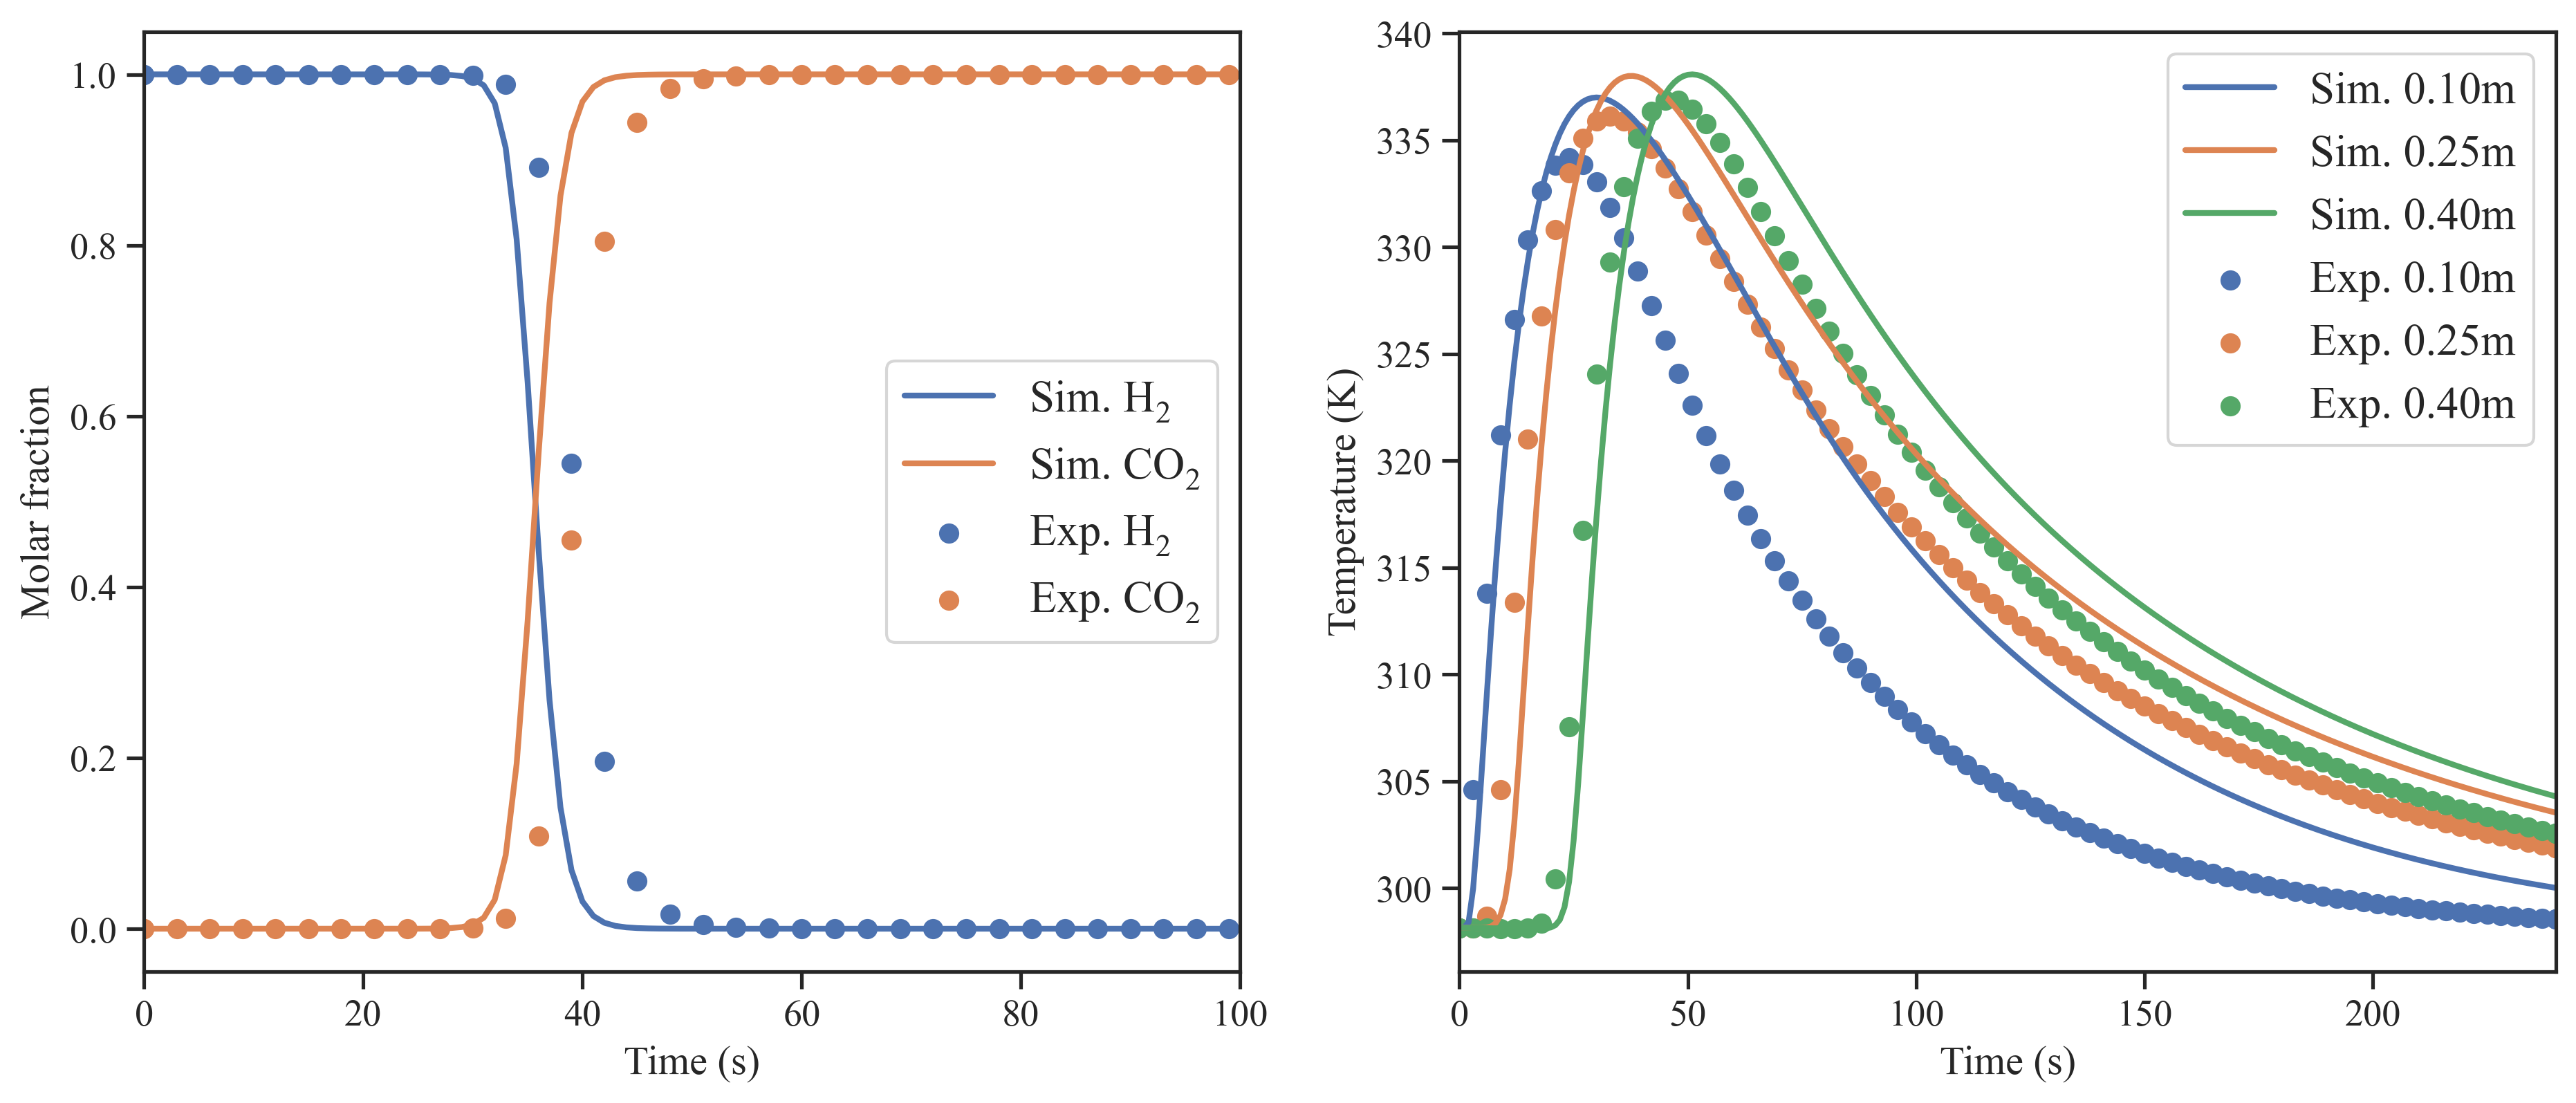 1.0
0.8
0.6
0.4
0.2
0.0
Molar fraction
0 20 40 60 80 100
Time (s)
Sim. H₂
Sim. CO₂
Exp. H₂
Exp. CO₂
340
335
330
325
320
315
310
305
300
Temperature (K)
0 50 100 150 200
Time (s)
Sim. 0.10m
Sim. 0.25m
Sim. 0.40m
Exp. 0.10m
Exp. 0.25m
Exp. 0.40m